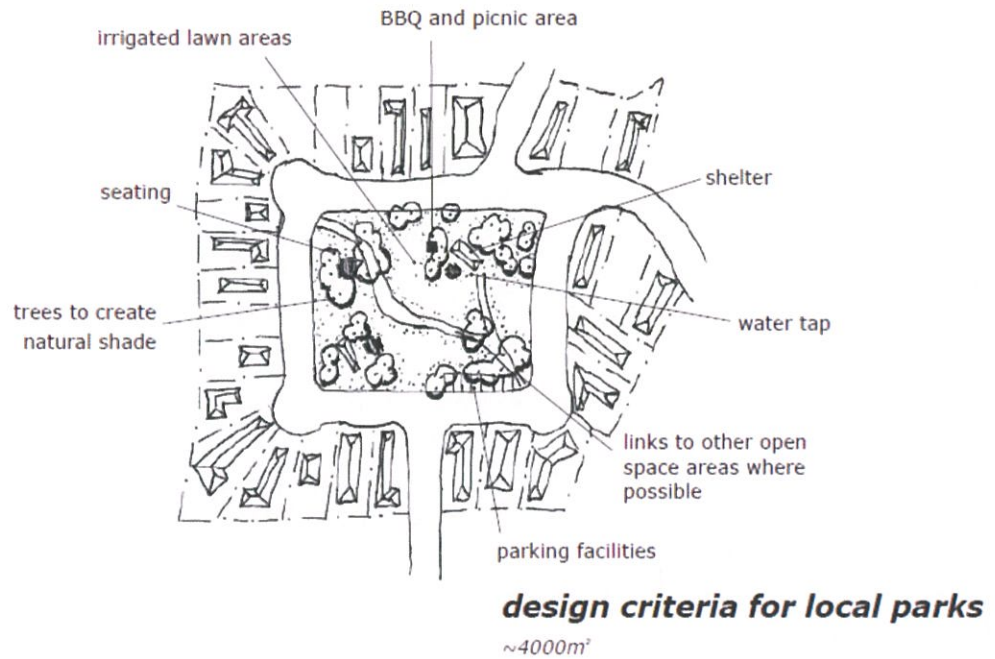 BBQ and picnic area
irrigated lawn areas
shelter
seating
trees to create
natural shade
water tap
links to other open
space areas where
possible
parking facilities
design criteria for local parks
~4000m²